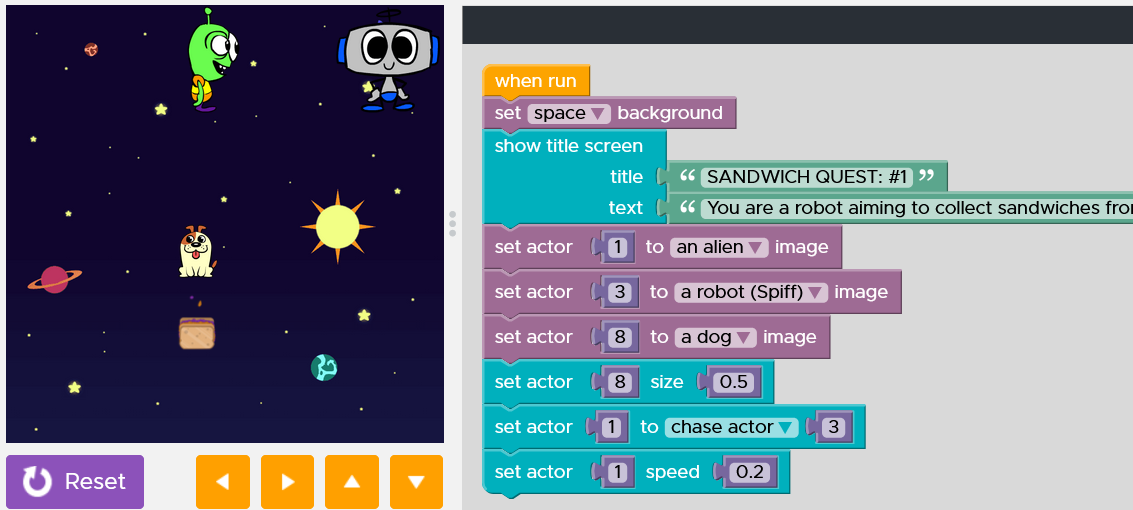 when run
set space ▼ background
show title screen
title “ SANDWICH QUEST: #1 ”
text “ You are a robot aiming to collect sandwiches
set actor 1 to an alien ▼ image
set actor 3 to a robot (Spiff) ▼ image
set actor 8 to a dog ▼ image
set actor 8 size 0.5
set actor 1 to chase actor ▼ 3
set actor 1 speed 0.2
Reset